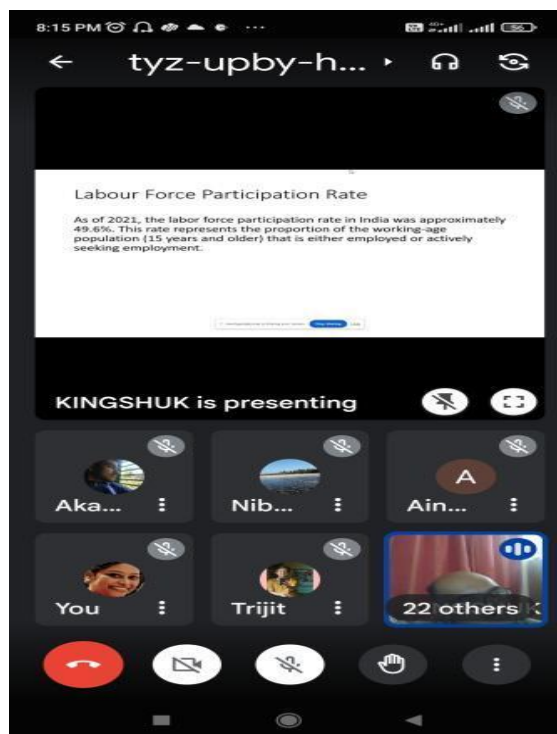 8:15 PM
4G+
56
tyz-upby-h...
Labour Force Participation Rate
As of 2021, the labor force participation rate in India was approximately
49.6%. This rate represents the proportion of the working-age
population (15 years and older) that is either employed or actively
seeking employment.
KINGSHUK is presenting
A
Aka...
Nib...
Ain...
You
Trijit
22 others